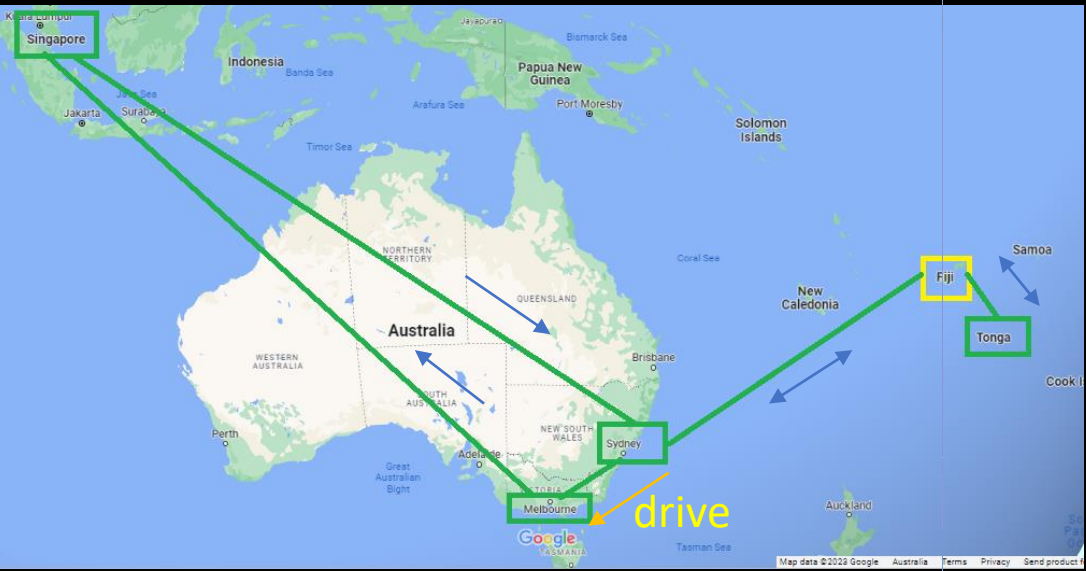 Kuala Lumpur
Singapore
Indonesia
Banda Sea
Java Sea
Jakarta
Surabaya
Jayapura
Bismarck Sea
Papua New
Guinea
Port Moresby
Arafura Sea
Timor Sea
Solomon
Islands
NORTHERN
TERRITORY
Coral Sea
QUEENSLAND
Samoa
Fiji
New
Caledonia
Tonga
Australia
WESTERN
AUSTRALIA
Brisbane
Cook
SOUTH
AUSTRALIA
NEW SOUTH
WALES
Sydney
Perth
Adelaide
Great
Australian
Bight
VICTORIA
Melbourne
drive
Auckland
Google
TASMANIA
Tasman Sea
Map data ©2023 Google
Australia
Terms
Privacy
Send product f